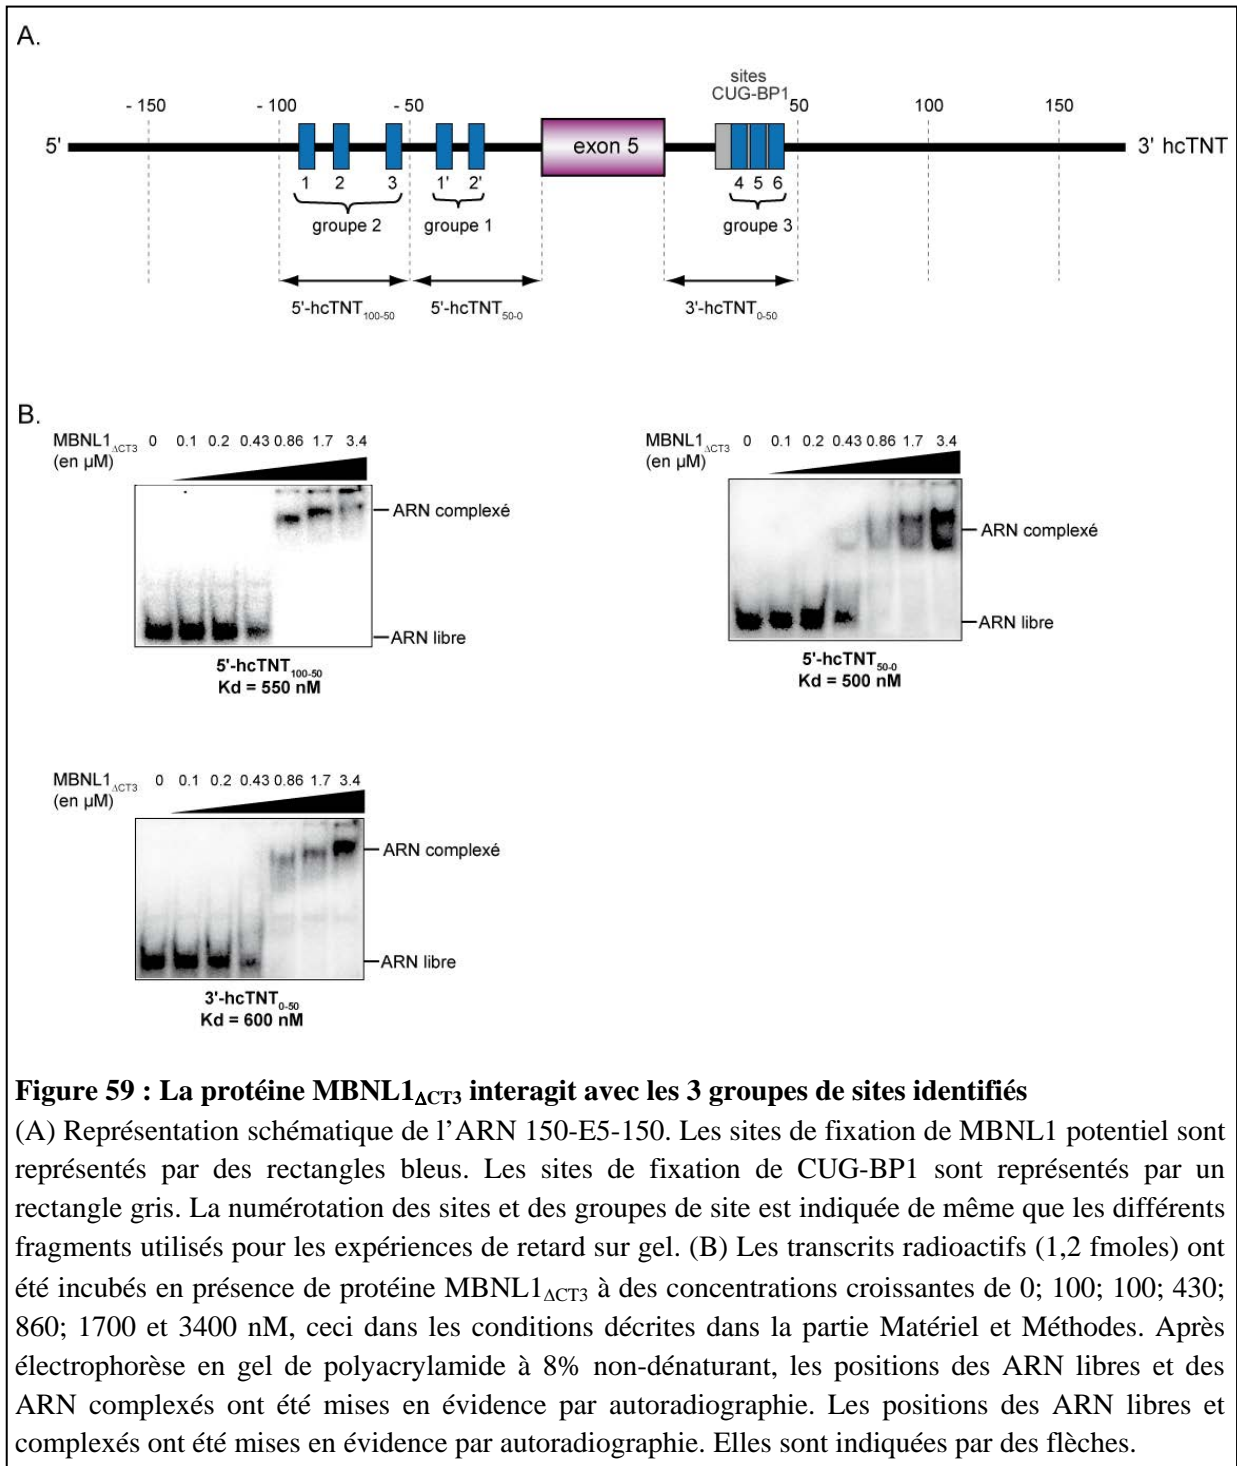 A.
sites
CUG-BP1
- 150 - 100 - 50 50 100 150
5' exon 5 3' hcTNT
1 2 3 1' 2' 4 5 6
groupe 2 groupe 1 groupe 3
5'-hcTNT100-50 5'-hcTNT50-0 3'-hcTNT0-50
B.
MBNL1ΔCT3 0 0.1 0.2 0.43 0.86 1.7 3.4
(en µM)
ARN complexé
ARN libre
5'-hcTNT100-50
Kd = 550 nM
MBNL1ΔCT3 0 0.1 0.2 0.43 0.86 1.7 3.4
(en µM)
ARN complexé
ARN libre
5'-hcTNT50-0
Kd = 500 nM
MBNL1ΔCT3 0 0.1 0.2 0.43 0.86 1.7 3.4
(en µM)
ARN complexé
ARN libre
3'-hcTNT0-50
Kd = 600 nM
Figure 59 : La protéine MBNL1ΔCT3 interagit avec les 3 groupes de sites identifiés
(A) Représentation schématique de l'ARN 150-E5-150. Les sites de fixation de MBNL1 potentiel sont
représentés par des rectangles bleus. Les sites de fixation de CUG-BP1 sont représentés par un
rectangle gris. La numérotation des sites et des groupes de site est indiquée de même que les différents
fragments utilisés pour les expériences de retard sur gel. (B) Les transcrits radioactifs (1,2 fmoles) ont
été incubés en présence de protéine MBNL1ΔCT3 à des concentrations croissantes de 0; 100; 100; 430;
860; 1700 et 3400 nM, ceci dans les conditions décrites dans la partie Matériel et Méthodes. Après
électrophorèse en gel de polyacrylamide à 8% non-dénaturant, les positions des ARN libres et des
ARN complexés ont été mises en évidence par autoradiographie. Les positions des ARN libres et
complexés ont été mises en évidence par autoradiographie. Elles sont indiquées par des flèches.